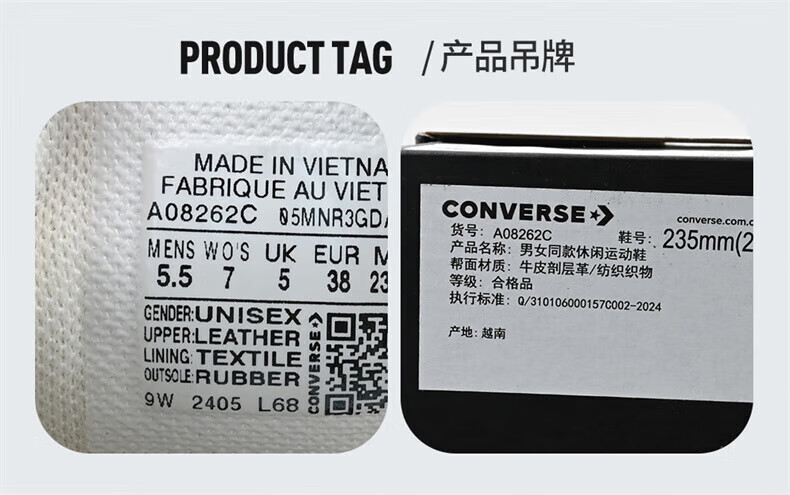 PRODUCT TAG / 产品吊牌
MADE IN VIETNA
FABRIQUE AU VIET
A08262C 05MNR3GDA
MENS WO'S UK EUR M
5.5 7 5 38 23
GENDER: UNISEX
UPPER: LEATHER
LINING: TEXTILE
OUTSOLE: RUBBER
CONVERSE
9W 2405 L68
CONVERSE
converse.com.c
货号: A08262C 鞋号: 235mm(2
产品名称: 男女同款休闲运动鞋
帮面材质: 牛皮剖层革/纺织织物
等级: 合格品
执行标准: Q/310106000157C002-2024
产地: 越南